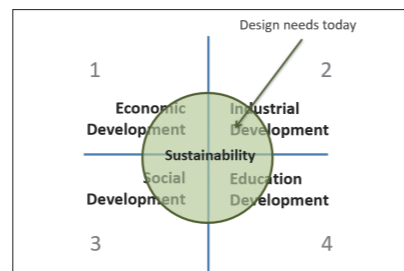 Design needs today
1
2
Economic
Development
Industrial
Development
Sustainability
Social
Development
Education
Development
3
4